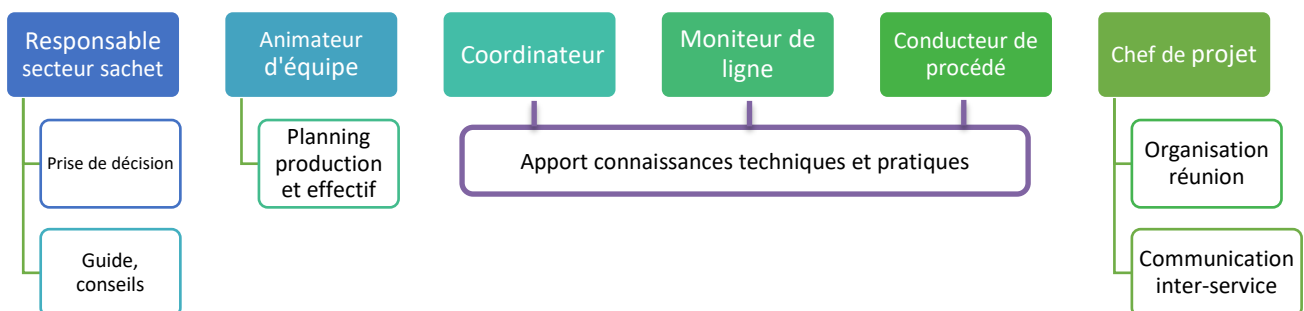 Responsable
secteur sachet
Animateur
d'équipe
Coordinateur
Moniteur de
ligne
Conducteur de
procédé
Chef de projet
Prise de décision
Guide,
conseils
Planning
production
et effectif
Apport connaissances techniques et pratiques
Organisation
réunion
Communication
inter-service